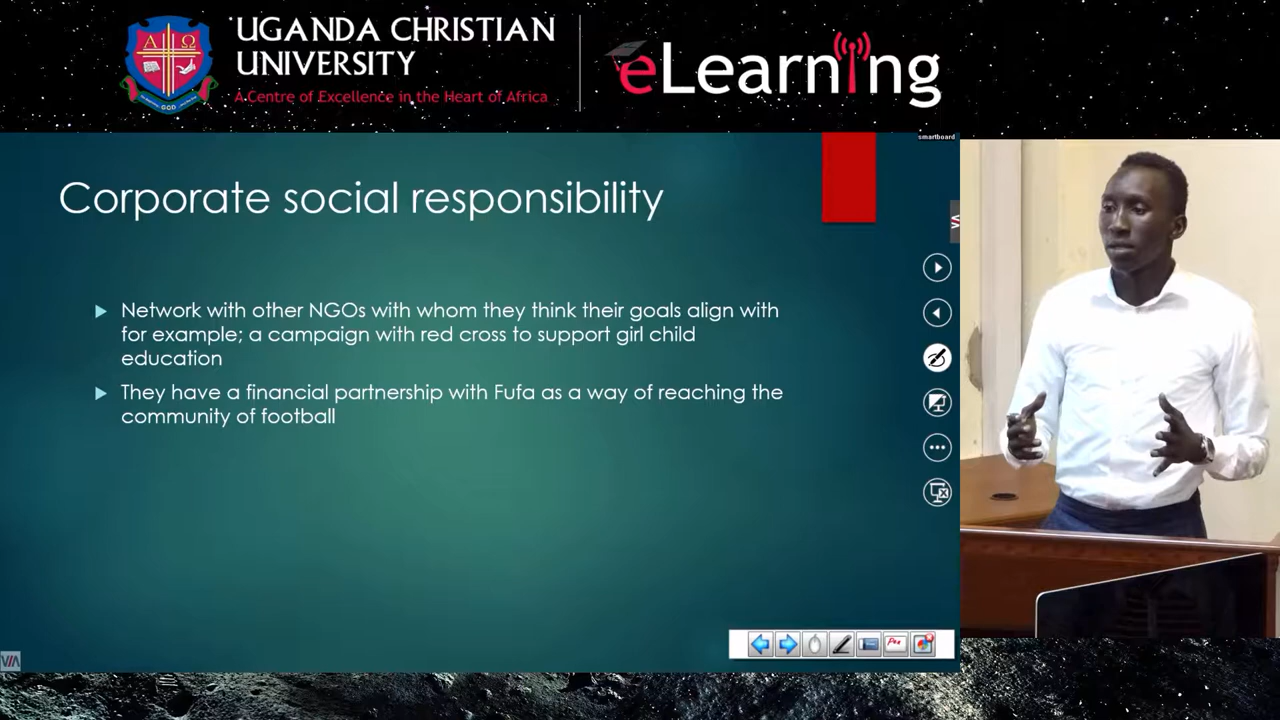 UGANDA CHRISTIAN
UNIVERSITY
A Centre of Excellence in the Heart of Africa
eLearning
smartboard
Corporate social responsibility
Network with other NGOs with whom they think their goals align with
for example; a campaign with red cross to support girl child
education
They have a financial partnership with Fufa as a way of reaching the
community of football
VIA